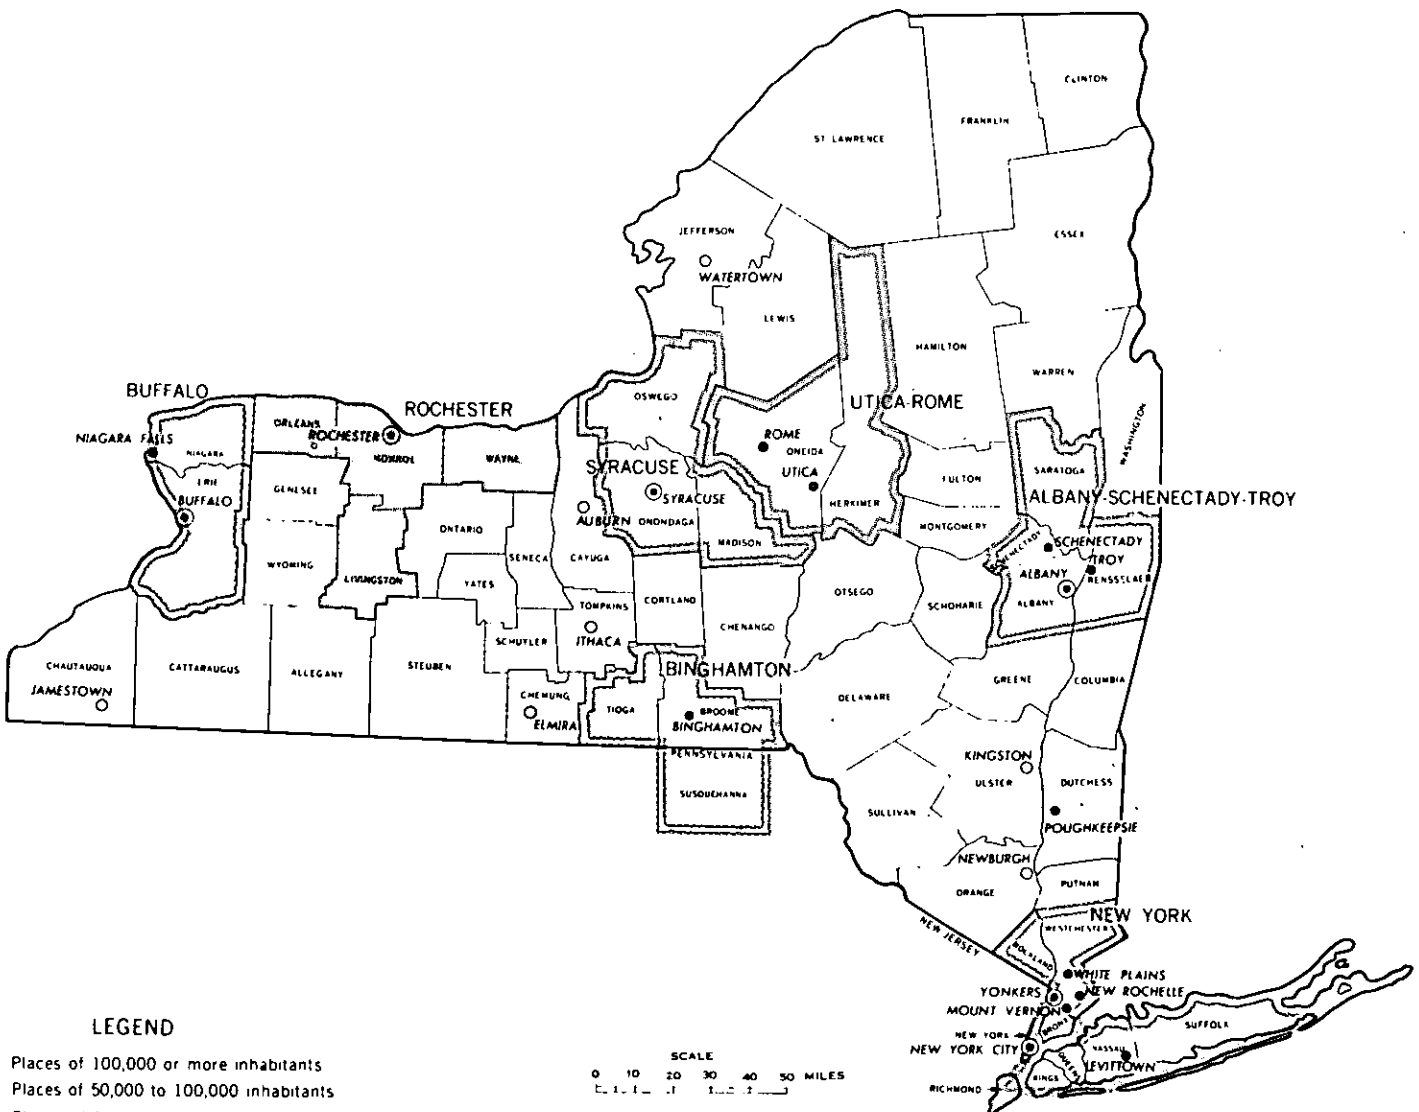 CLINTON
FRANKLIN
ST LAWRENCE
JEFFERSON
WATERTOWN
ESSEX
LEWIS
HAMILTON
WARREN
WASHINGTON
BUFFALO
ROCHESTER
OSWEGO
UTICA-ROME
NIAGARA FALLS
ORLEANS
ROCHESTER
NIAGARA
MONROE
WAYNE
ROME
ONEIDA
UTICA
SYRACUSE
SARATOGA
ERIE
BUFFALO
GENESEE
SYRACUSE
HERKIMER
FULTON
ALBANY-SCHENECTADY-TROY
ONTARIO
AUBURN
ONONDAGA
MADISON
MONTGOMERY
SCHENECTADY
SCHENECTADY
TROY
WYOMING
LIVINGSTON
YATES
SENECA
CAYUGA
ALBANY
RENSSELAER
TOMPKINS
CORTLAND
OTSEGO
SCHOHARIE
ALBANY
CHENANGO
SCHUYLER
ITHACA
CHAUTAUQUA
CATTARAUGUS
ALLEGANY
STEUBEN
BINGHAMTON
JAMESTOWN
CHEMUNG
ELMIRA
TIOGA
BROOME
BINGHAMTON
DELAWARE
GREENE
COLUMBIA
PENNSYLVANIA
SUSQUEHANNA
KINGSTON
ULSTER
DUTCHESS
SULLIVAN
POUGHKEEPSIE
NEWBURGH
ORANGE
PUTNAM
NEW YORK
NEW JERSEY
WESTCHESTER
ROCKLAND
WHITE PLAINS
YONKERS
NEW ROCHELLE
MOUNT VERNON
BRONX
NEW YORK
NEW YORK CITY
SUFFOLK
NASSAU
LEVITTOWN
QUEENS
KINGS
RICHMOND
LEGEND
Places of 100,000 or more inhabitants
Places of 50,000 to 100,000 inhabitants
SCALE
0 10 20 30 40 50 MILES